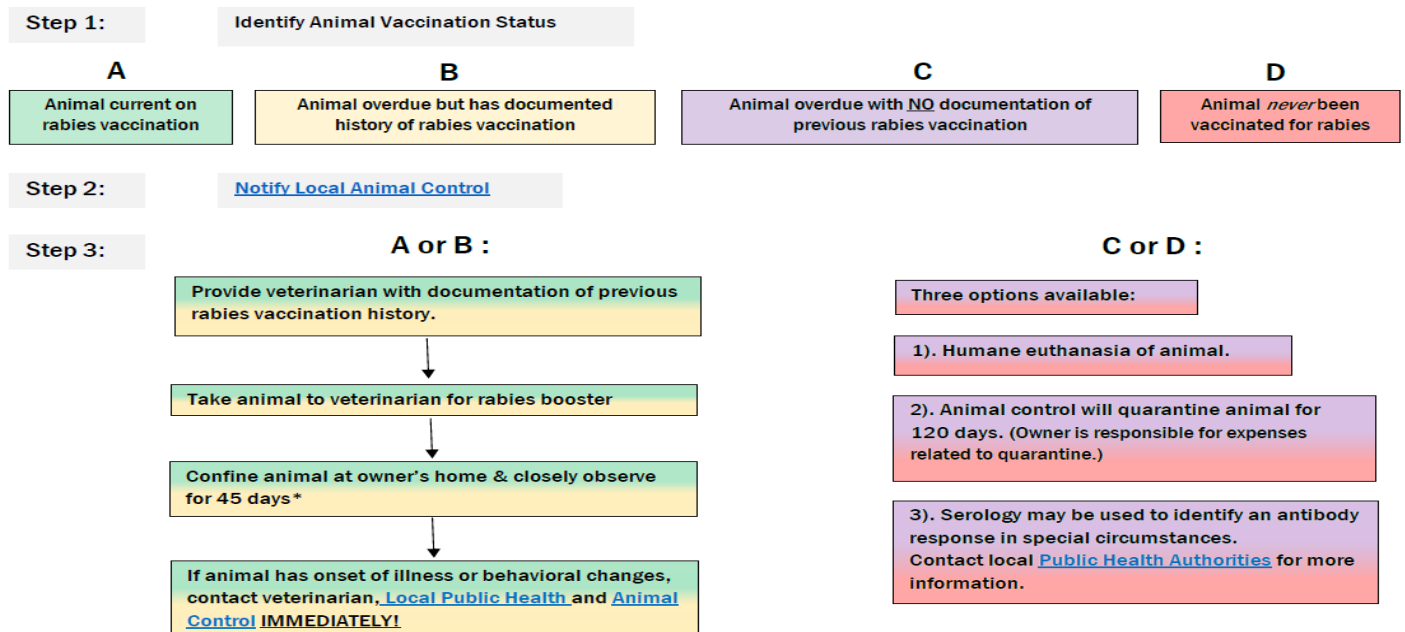 Step 1:
Identify Animal Vaccination Status
A
B
C
D
Animal current on
rabies vaccination
Animal overdue but has documented
history of rabies vaccination
Animal overdue with NO documentation of
previous rabies vaccination
Animal never been
vaccinated for rabies
Step 2:
Notify Local Animal Control
Step 3:
A or B :
Provide veterinarian with documentation of previous
rabies vaccination history.
Take animal to veterinarian for rabies booster
Confine animal at owner's home & closely observe
for 45 days*
If animal has onset of illness or behavioral changes,
contact veterinarian, Local Public Health and Animal
Control IMMEDIATELY!
C or D :
Three options available:
1). Humane euthanasia of animal.
2). Animal control will quarantine animal for
120 days. (Owner is responsible for expenses
related to quarantine.)
3). Serology may be used to identify an antibody
response in special circumstances.
Contact local Public Health Authorities for more
information.